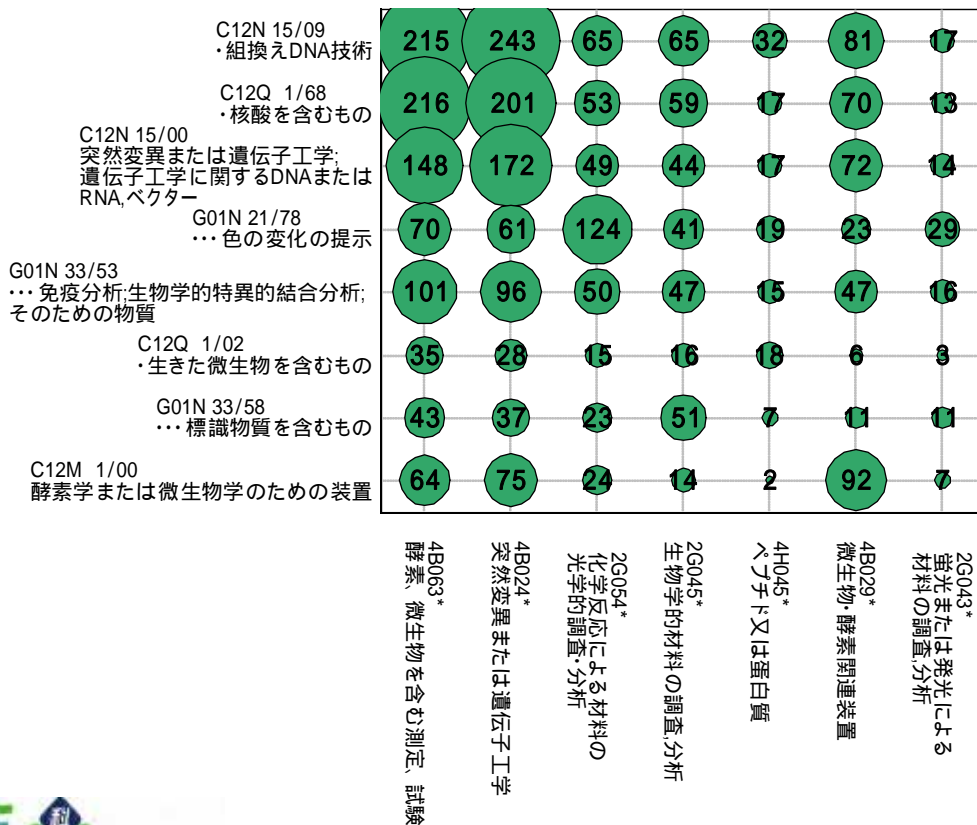 C12N 15/09
・組換えDNA技術
215 243 65 65 32 81 17
C12Q 1/68
・核酸を含むもの
216 201 53 59 17 70 13
C12N 15/00
突然変異または遺伝子工学;
遺伝子工学に関するDNAまたは
RNA,ベクター
148 172 49 44 17 72 14
G01N 21/78
・・・色の変化の提示
70 61 124 41 19 23 29
G01N 33/53
・・・免疫分析;生物学的特異的結合分析;
そのための物質
101 96 50 47 15 47 16
C12Q 1/02
・生きた微生物を含むもの
35 28 15 16 18 6 3
G01N 33/58
・・・標識物質を含むもの
43 37 23 51 7 11 11
C12M 1/00
酵素学または微生物学のための装置
64 75 24 14 2 92 7
4B063*
酵素、微生物を含む測定、試験
4B024*
突然変異または遺伝子工学
2G054*
化学反応による材料の
光学的調査・分析
2G045*
生物学的材料の調査,分析
4H045*
ペプチド又は蛋白質
4B029*
微生物・酵素関連装置
2G043*
蛍光または発光による
材料の調査,分析
科